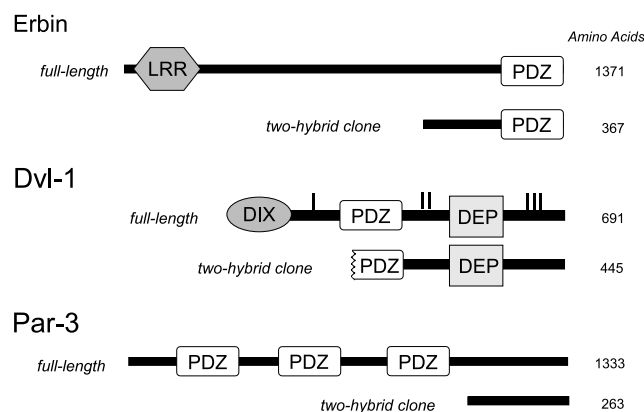 Erbin
Amino Acids
full-length LRR PDZ 1371
two-hybrid clone PDZ 367
Dvl-1
full-length DIX PDZ DEP 691
two-hybrid clone PDZ DEP 445
Par-3
full-length PDZ PDZ PDZ 1333
two-hybrid clone 263